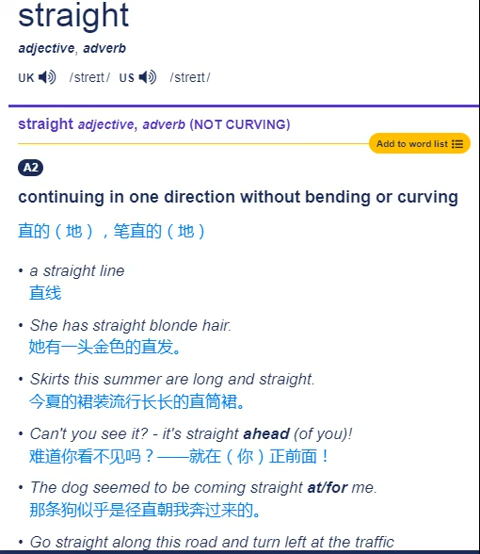 straight
adjective, adverb
UK /streɪt/ US /streɪt/
straight adjective, adverb (NOT CURVING)
Add to word list
A2
continuing in one direction without bending or curving
直的（地），笔直的（地）
• a straight line
直线
• She has straight blonde hair.
她有一头金色的直发。
• Skirts this summer are long and straight.
今夏的裙装流行长长的直筒裙。
• Can't you see it? - it's straight ahead (of you)!
难道你看不见吗？——就在（你）正前面！
• The dog seemed to be coming straight at/for me.
那条狗似乎是径直朝我奔过来的。
• Go straight along this road and turn left at the traffic